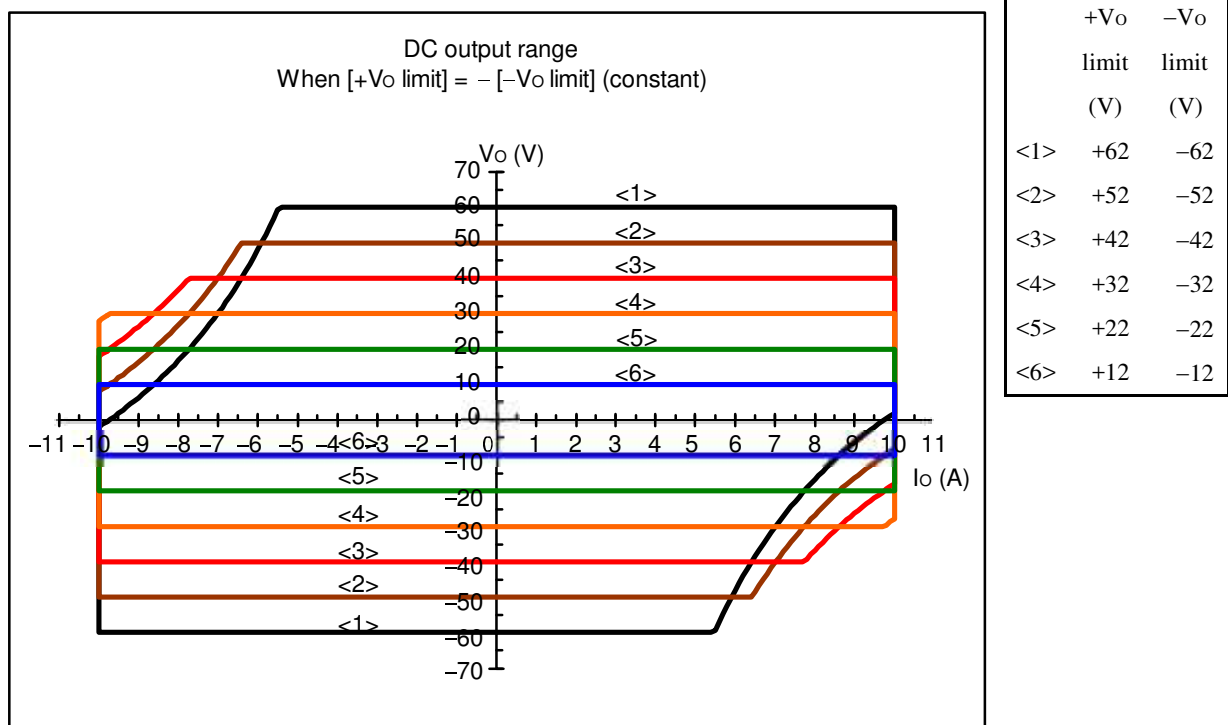 DC output range
When [+Vo limit] = – [–Vo limit] (constant)
Vo (V)
70
60
50
40
30
20
10
0
–11 –10 –9 –8 –7 –6 –5 –4 –3 –2 –1 0 1 2 3 4 5 6 7 8 9 10 11
–10
–20
–30
–40
–50
–60
–70
Io (A)
<1>
<2>
<3>
<4>
<5>
<6>
<6>
<5>
<4>
<3>
<2>
<1>
+Vo –Vo
limit limit
(V) (V)
<1> +62 –62
<2> +52 –52
<3> +42 –42
<4> +32 –32
<5> +22 –22
<6> +12 –12